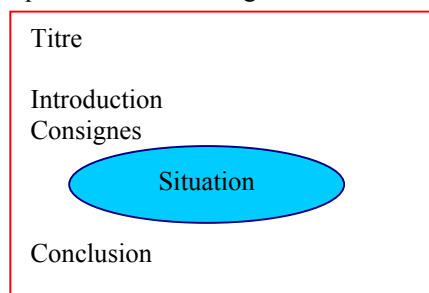 Titre
Introduction
Consignes
Situation
Conclusion